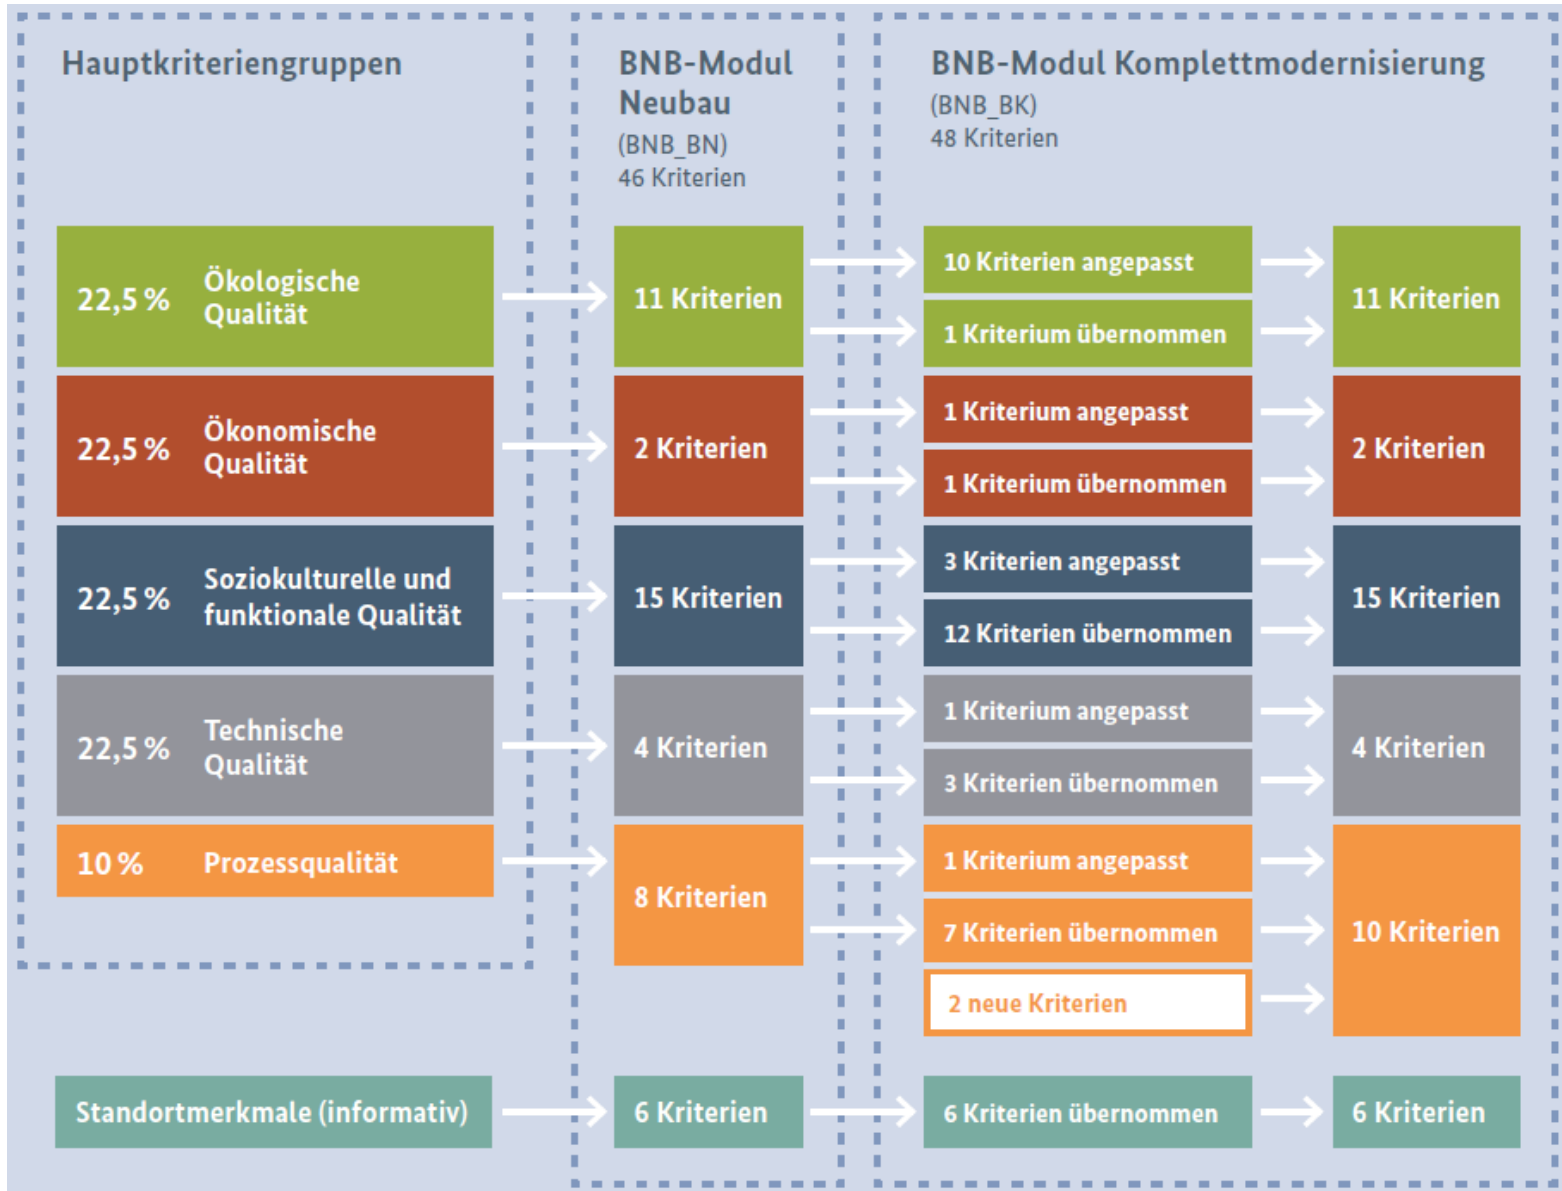 Hauptkriteriengruppen
BNB-Modul
Neubau
(BNB_BN)
46 Kriterien
BNB-Modul Komplettmodernisierung
(BNB_BK)
48 Kriterien
22,5 %
Ökologische
Qualität
11 Kriterien
10 Kriterien angepasst
1 Kriterium übernommen
11 Kriterien
22,5 %
Ökonomische
Qualität
2 Kriterien
1 Kriterium angepasst
1 Kriterium übernommen
2 Kriterien
22,5 %
Soziokulturelle und
funktionale Qualität
15 Kriterien
3 Kriterien angepasst
12 Kriterien übernommen
15 Kriterien
22,5 %
Technische
Qualität
4 Kriterien
1 Kriterium angepasst
3 Kriterien übernommen
4 Kriterien
10 %
Prozessqualität
8 Kriterien
1 Kriterium angepasst
7 Kriterien übernommen
2 neue Kriterien
10 Kriterien
Standortmerkmale (informativ)
6 Kriterien
6 Kriterien übernommen
6 Kriterien